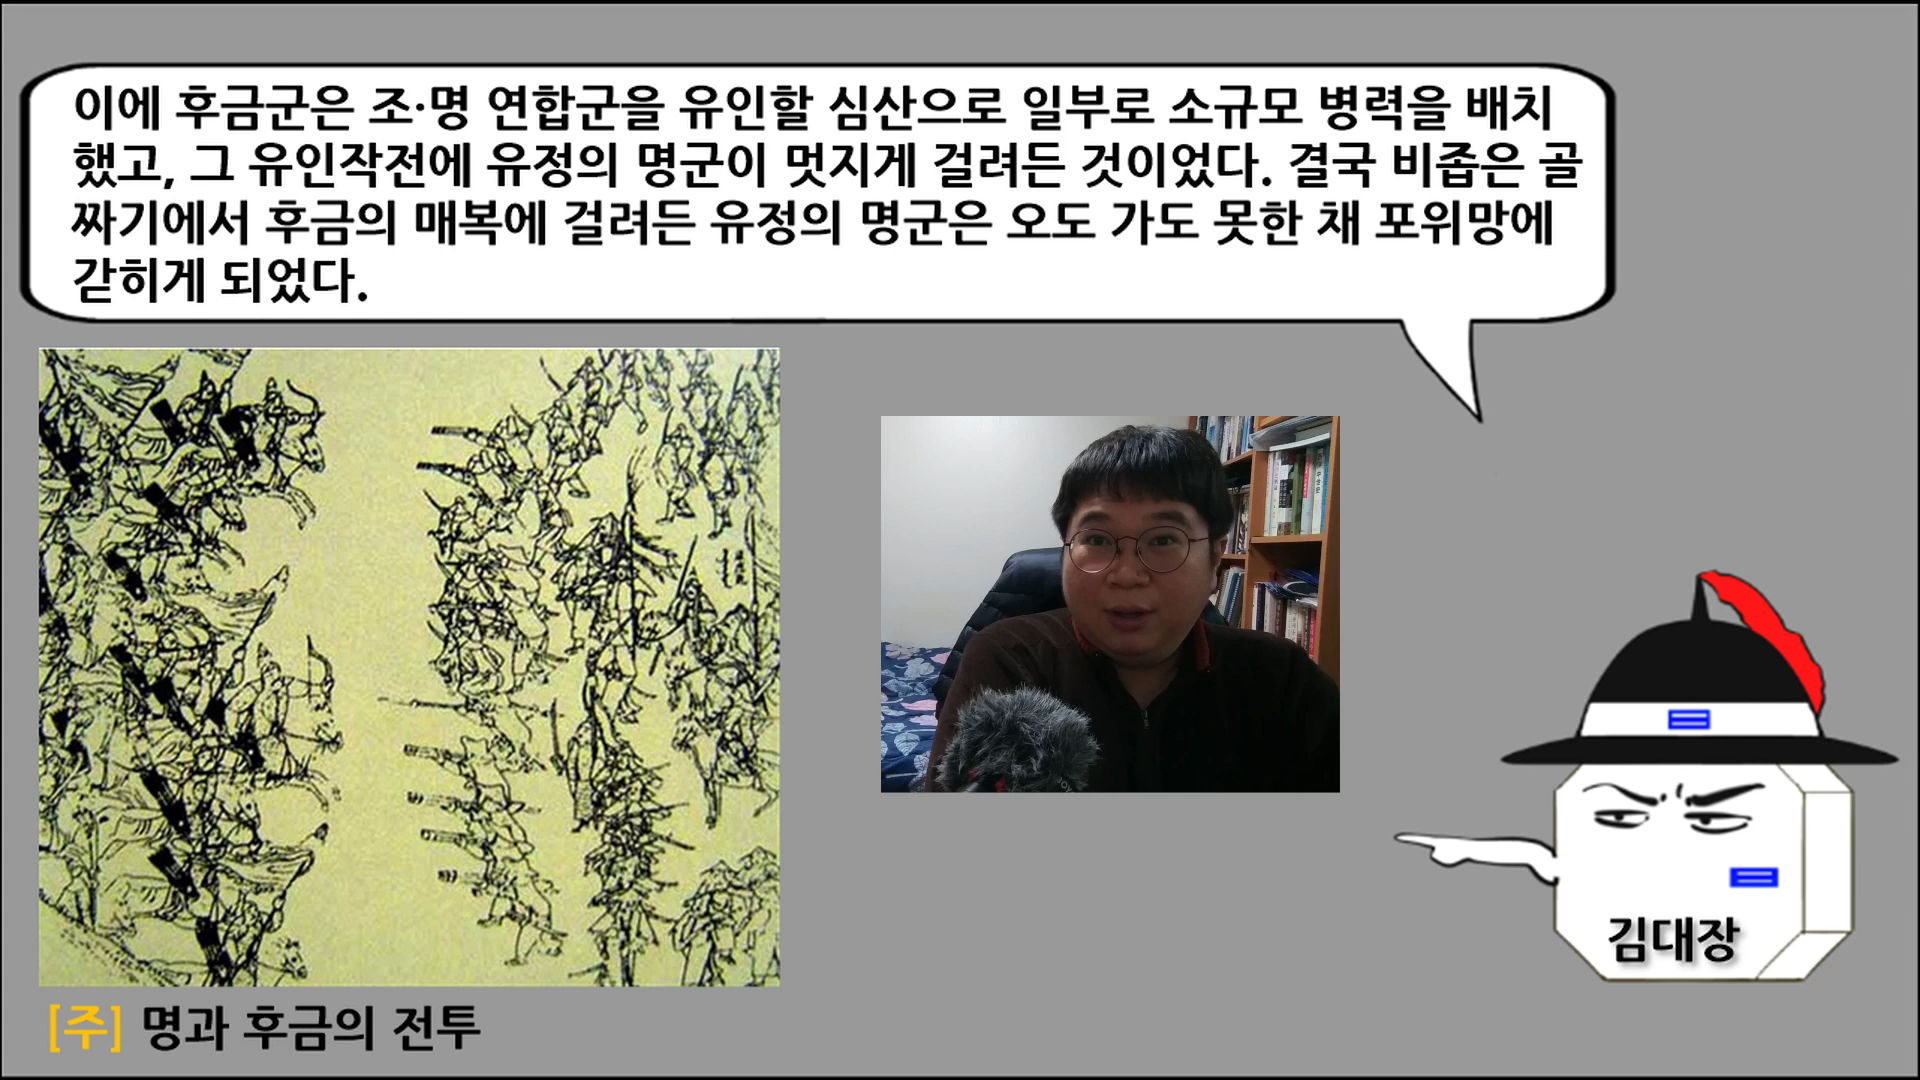 이에 후금군은 조·명 연합군을 유인할 심산으로 일부로 소규모 병력을 배치
했고, 그 유인작전에 유정의 명군이 멋지게 걸려든 것이었다. 결국 비좁은 골
짜기에서 후금의 매복에 걸려든 유정의 명군은 오도 가도 못한 채 포위망에
갇히게 되었다.
김대장
[주] 명과 후금의 전투